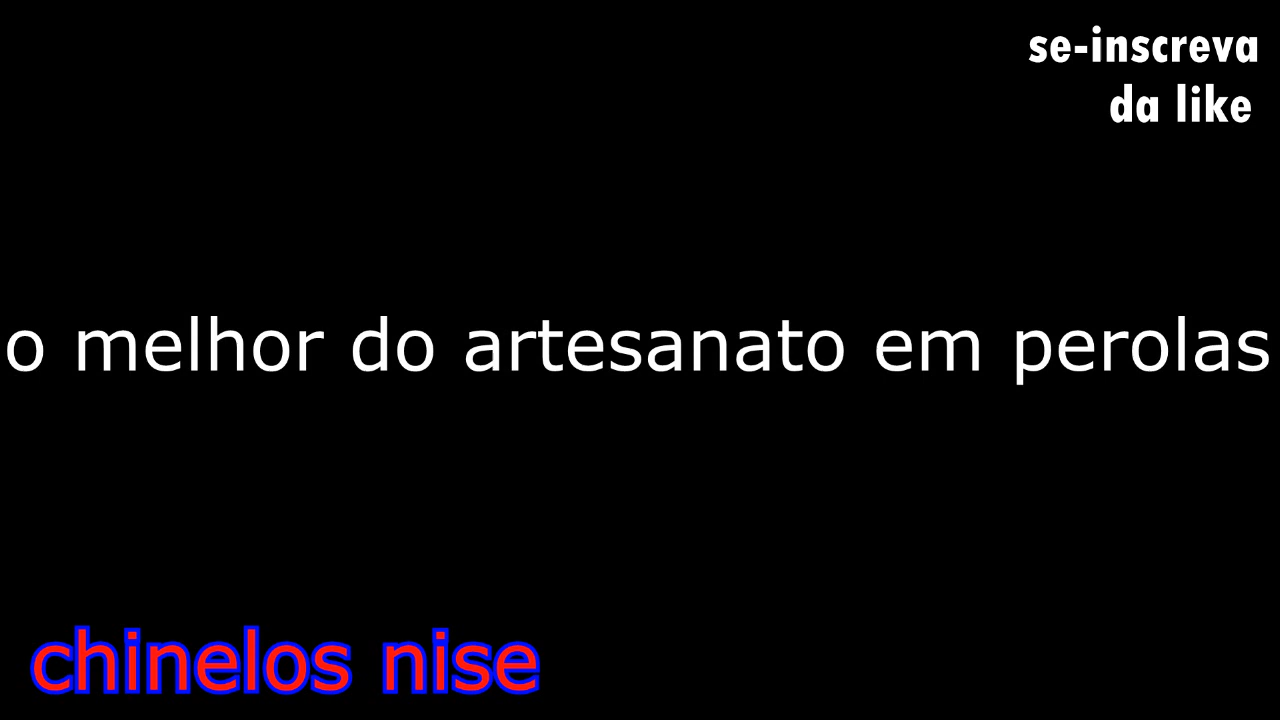 se-inscreva
da like
o melhor do artesanato em perolas
chinelos nise